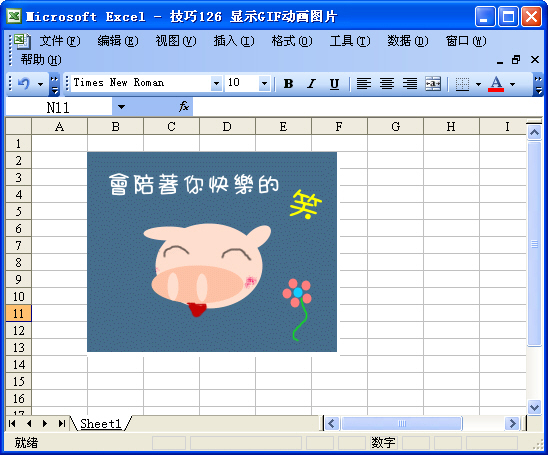 Microsoft Excel - 技巧126 显示GIF动画图片
文件(F) 编辑(E) 视图(V) 插入(I) 格式(O) 工具(T) 数据(D) 窗口(W)
帮助(H)
Times New Roman 10 B I U
N11 fx
A B C D E F G H I
1
2
3
4
5
6
7
8
9
10
11
12
13
14
15
16
17
會陪著你快樂的
笑
Sheet1
就绪 数字